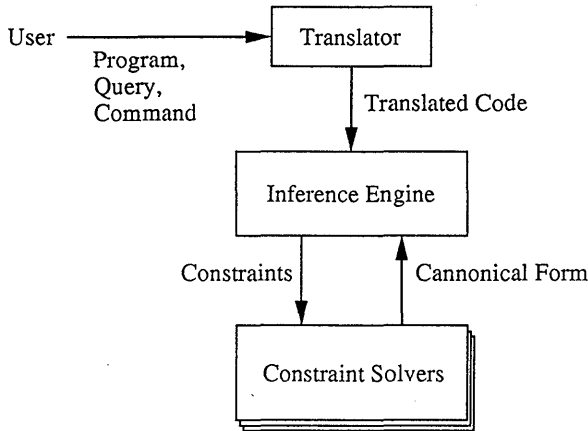 User
Translator
Program,
Query,
Command
Translated Code
Inference Engine
Constraints
Cannonical Form
Constraint Solvers